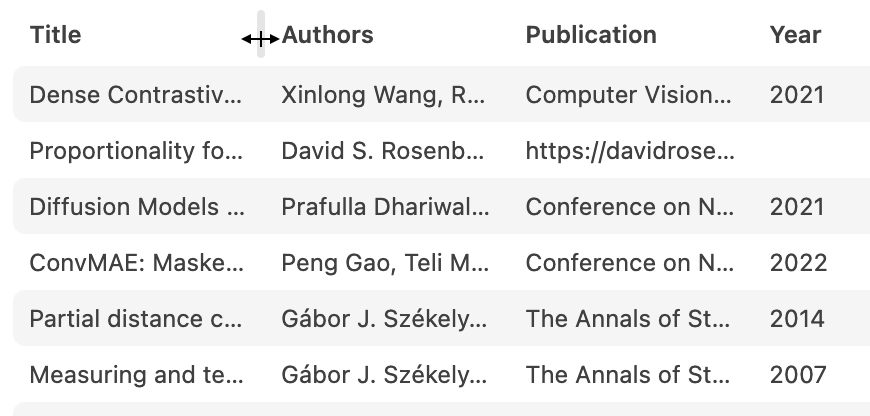 Title Authors Publication Year
Dense Contrastiv... Xinlong Wang, R... Computer Vision... 2021
Proportionality fo... David S. Rosenb... https://davidrose...
Diffusion Models ... Prafulla Dhariwal... Conference on N... 2021
ConvMAE: Maske... Peng Gao, Teli M... Conference on N... 2022
Partial distance c... Gábor J. Székely... The Annals of St... 2014
Measuring and te... Gábor J. Székely... The Annals of St... 2007